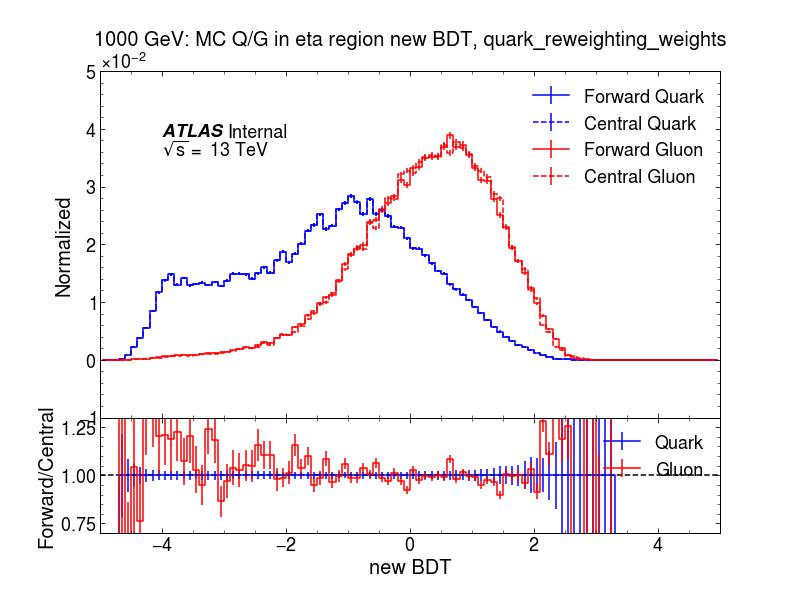 1000 GeV: MC Q/G in eta region new BDT, quark_reweighting_weights
×10⁻²
5
4
3
2
1
0
−1
Normalized
ATLAS Internal
√s = 13 TeV
Forward Quark
Central Quark
Forward Gluon
Central Gluon
1.25
1.00
0.75
Forward/Central
Quark
Gluon
−4 −2 0 2 4
new BDT